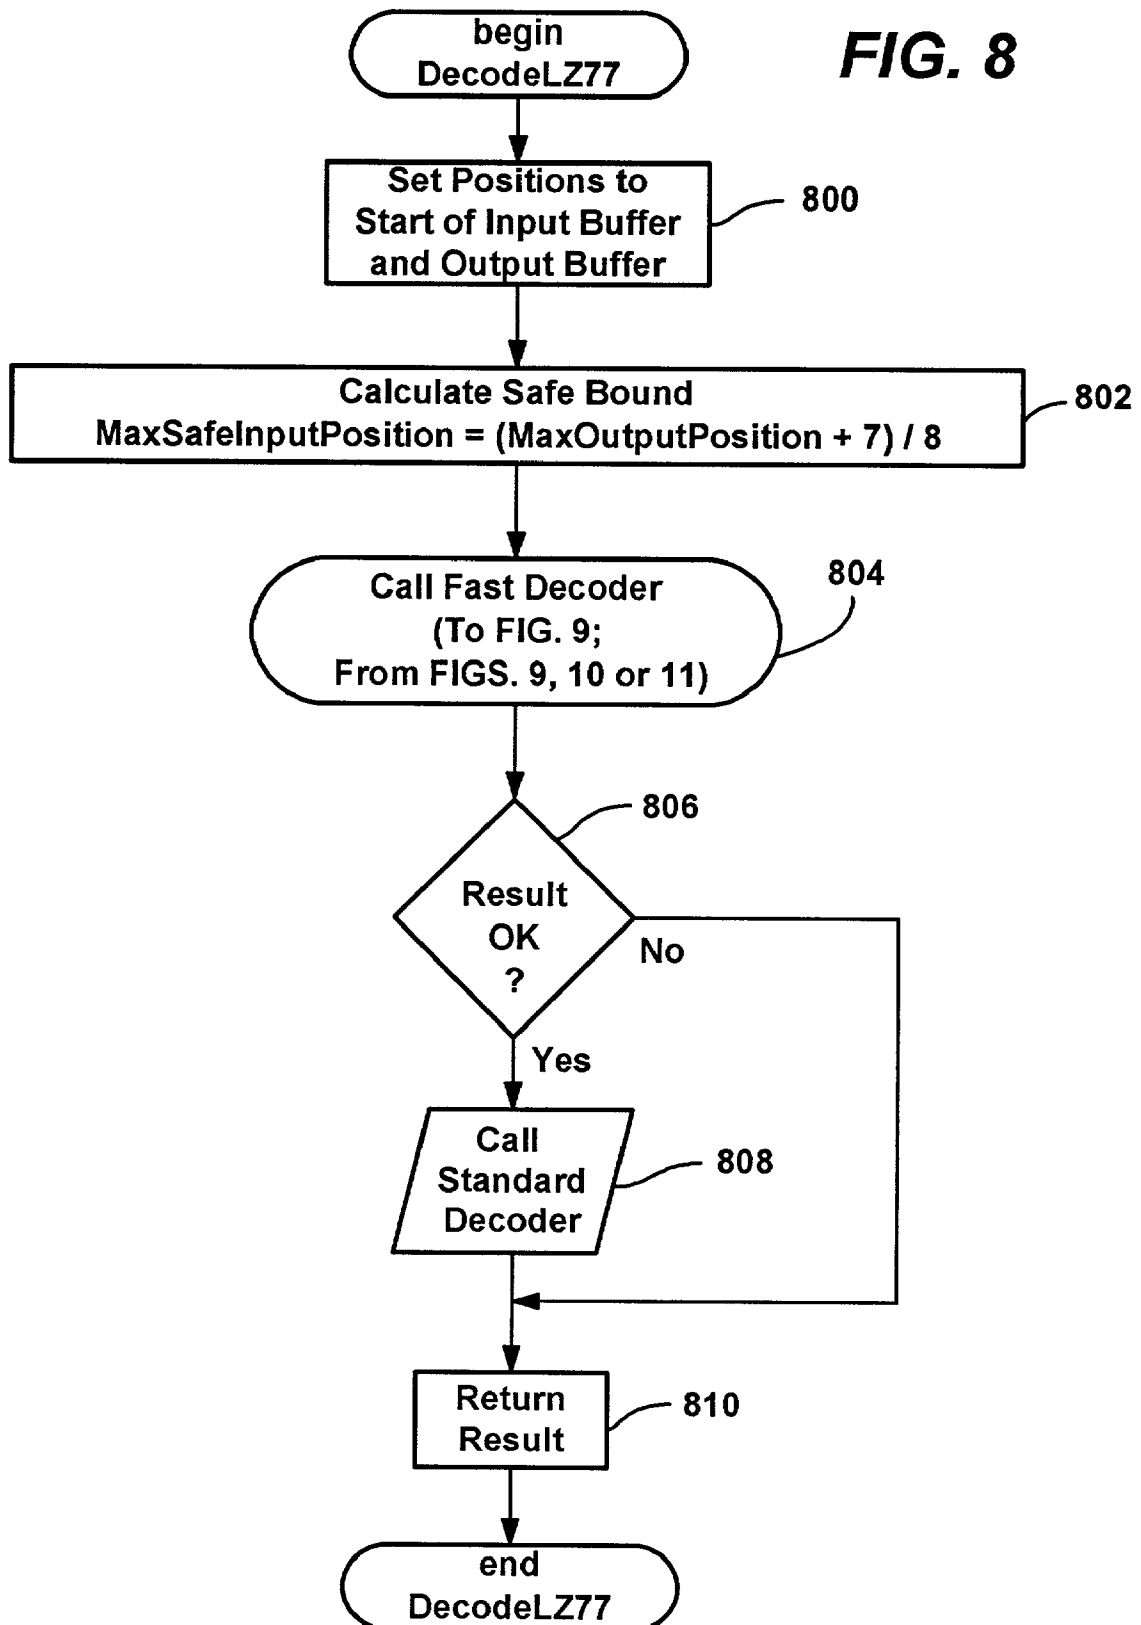 begin
DecodeLZ77
FIG. 8
Set Positions to
Start of Input Buffer
and Output Buffer
800
Calculate Safe Bound
MaxSafeInputPosition = (MaxOutputPosition + 7) / 8
802
Call Fast Decoder
(To FIG. 9;
From FIGS. 9, 10 or 11)
804
806
Result
OK
?
No
Yes
Call
Standard
Decoder
808
Return
Result
810
end
DecodeLZ77